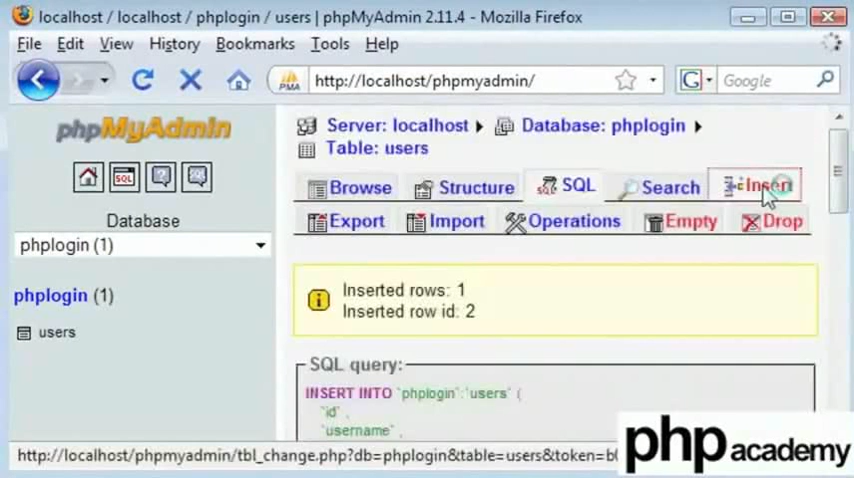 localhost / localhost / phplogin / users | phpMyAdmin 2.11.4 - Mozilla Firefox
File Edit View History Bookmarks Tools Help
PMA http://localhost/phpmyadmin/ G Google
phpMyAdmin
Server: localhost Database: phplogin
Table: users
SQL
Browse Structure SQL Search Insert
Database
Export Import Operations Empty Drop
phplogin (1)
phplogin (1)
users
Inserted rows: 1
Inserted row id: 2
SQL query:
INSERT INTO `phplogin`.`users` (
`id` ,
`username` ,
http://localhost/phpmyadmin/tbl_change.php?db=phplogin&table=users&token=b
php academy